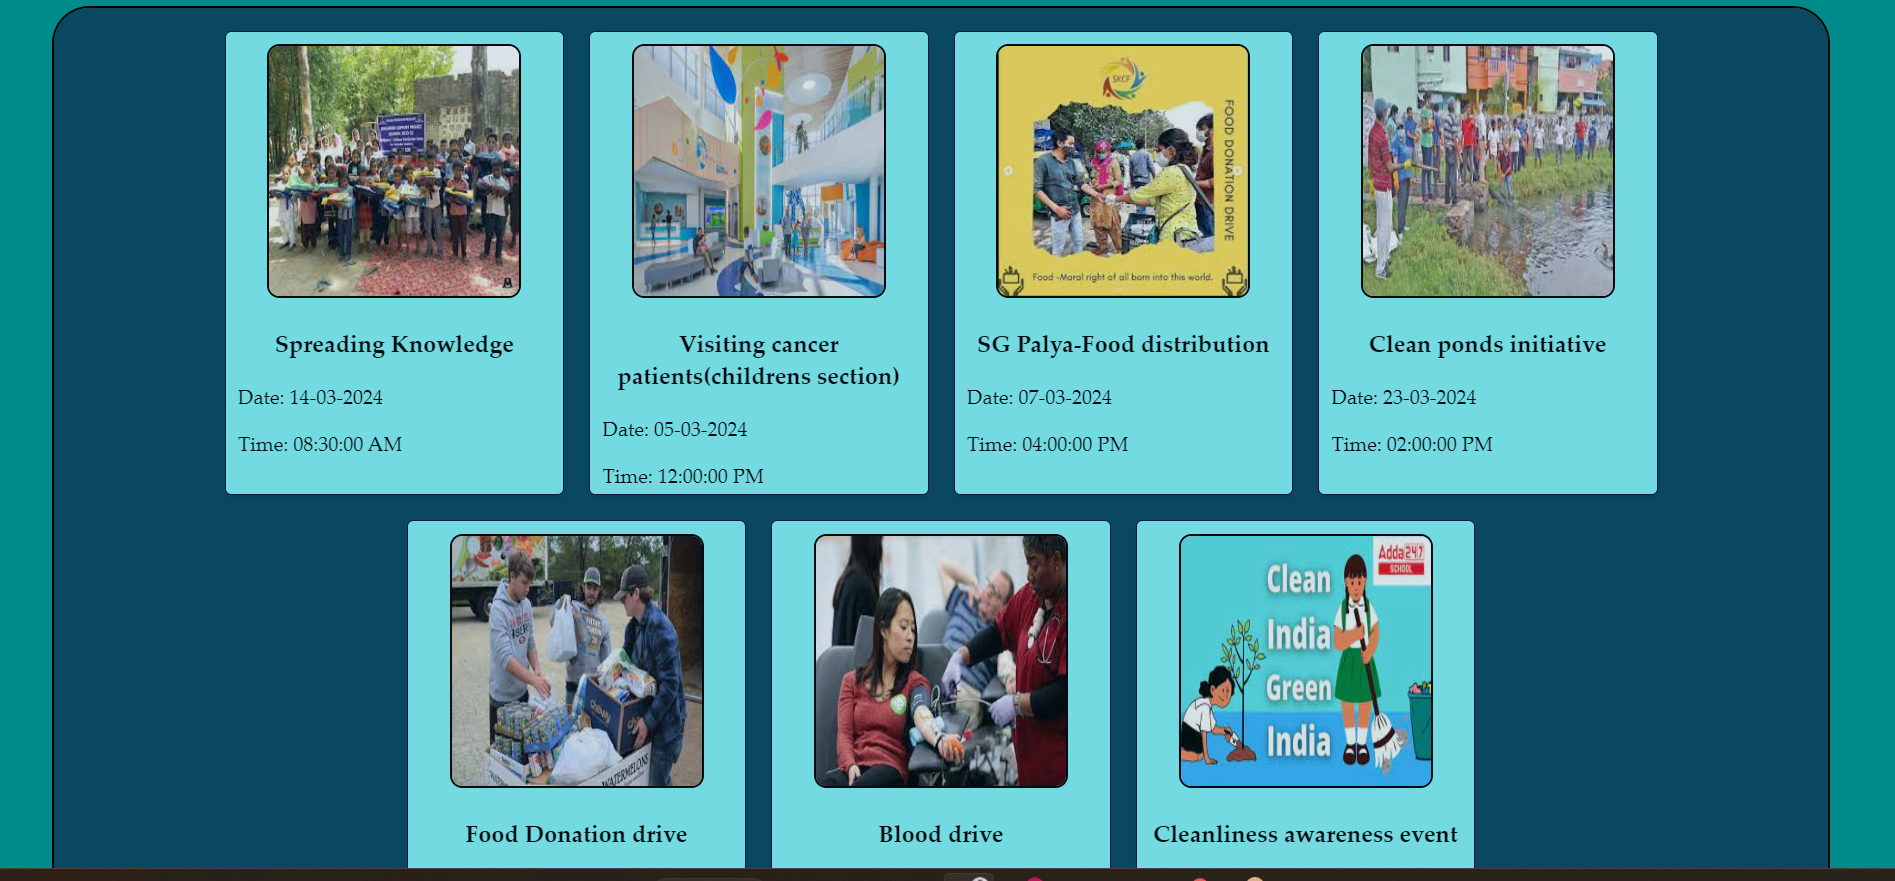 SKCF
FOOD DONATION DRIVE
Food -Moral right of all born into this world.
Spreading Knowledge
Date: 14-03-2024
Time: 08:30:00 AM
Visiting cancer
patients(childrens section)
Date: 05-03-2024
Time: 12:00:00 PM
SG Palya-Food distribution
Date: 07-03-2024
Time: 04:00:00 PM
Clean ponds initiative
Date: 23-03-2024
Time: 02:00:00 PM
WATERMELONS
Food Donation drive
Blood drive
Adda247
SCHOOL
Clean
India
Green
India
Cleanliness awareness event